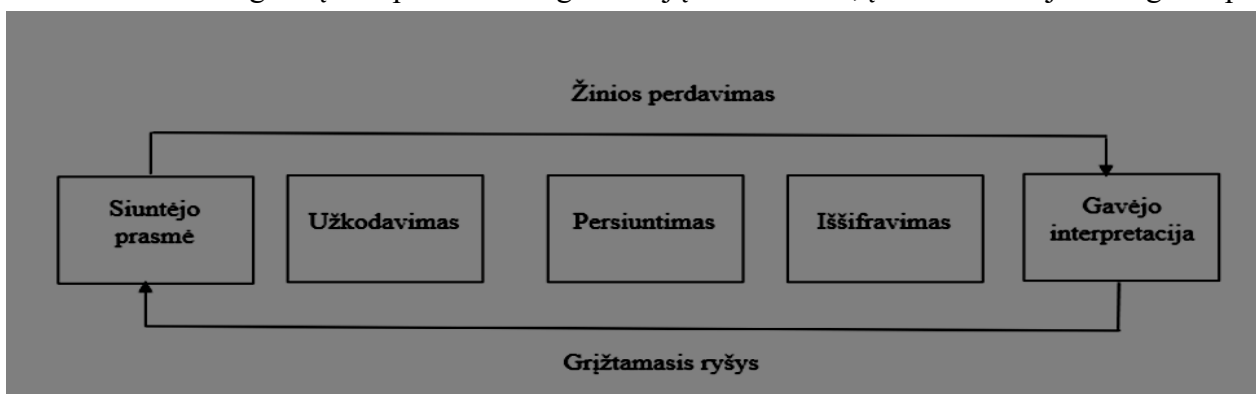 Žinios perdavimas
Siuntėjo
prasmė
Užkodavimas
Persiuntimas
Iššifravimas
Gavėjo
interpretacija
Grįžtamasis ryšys